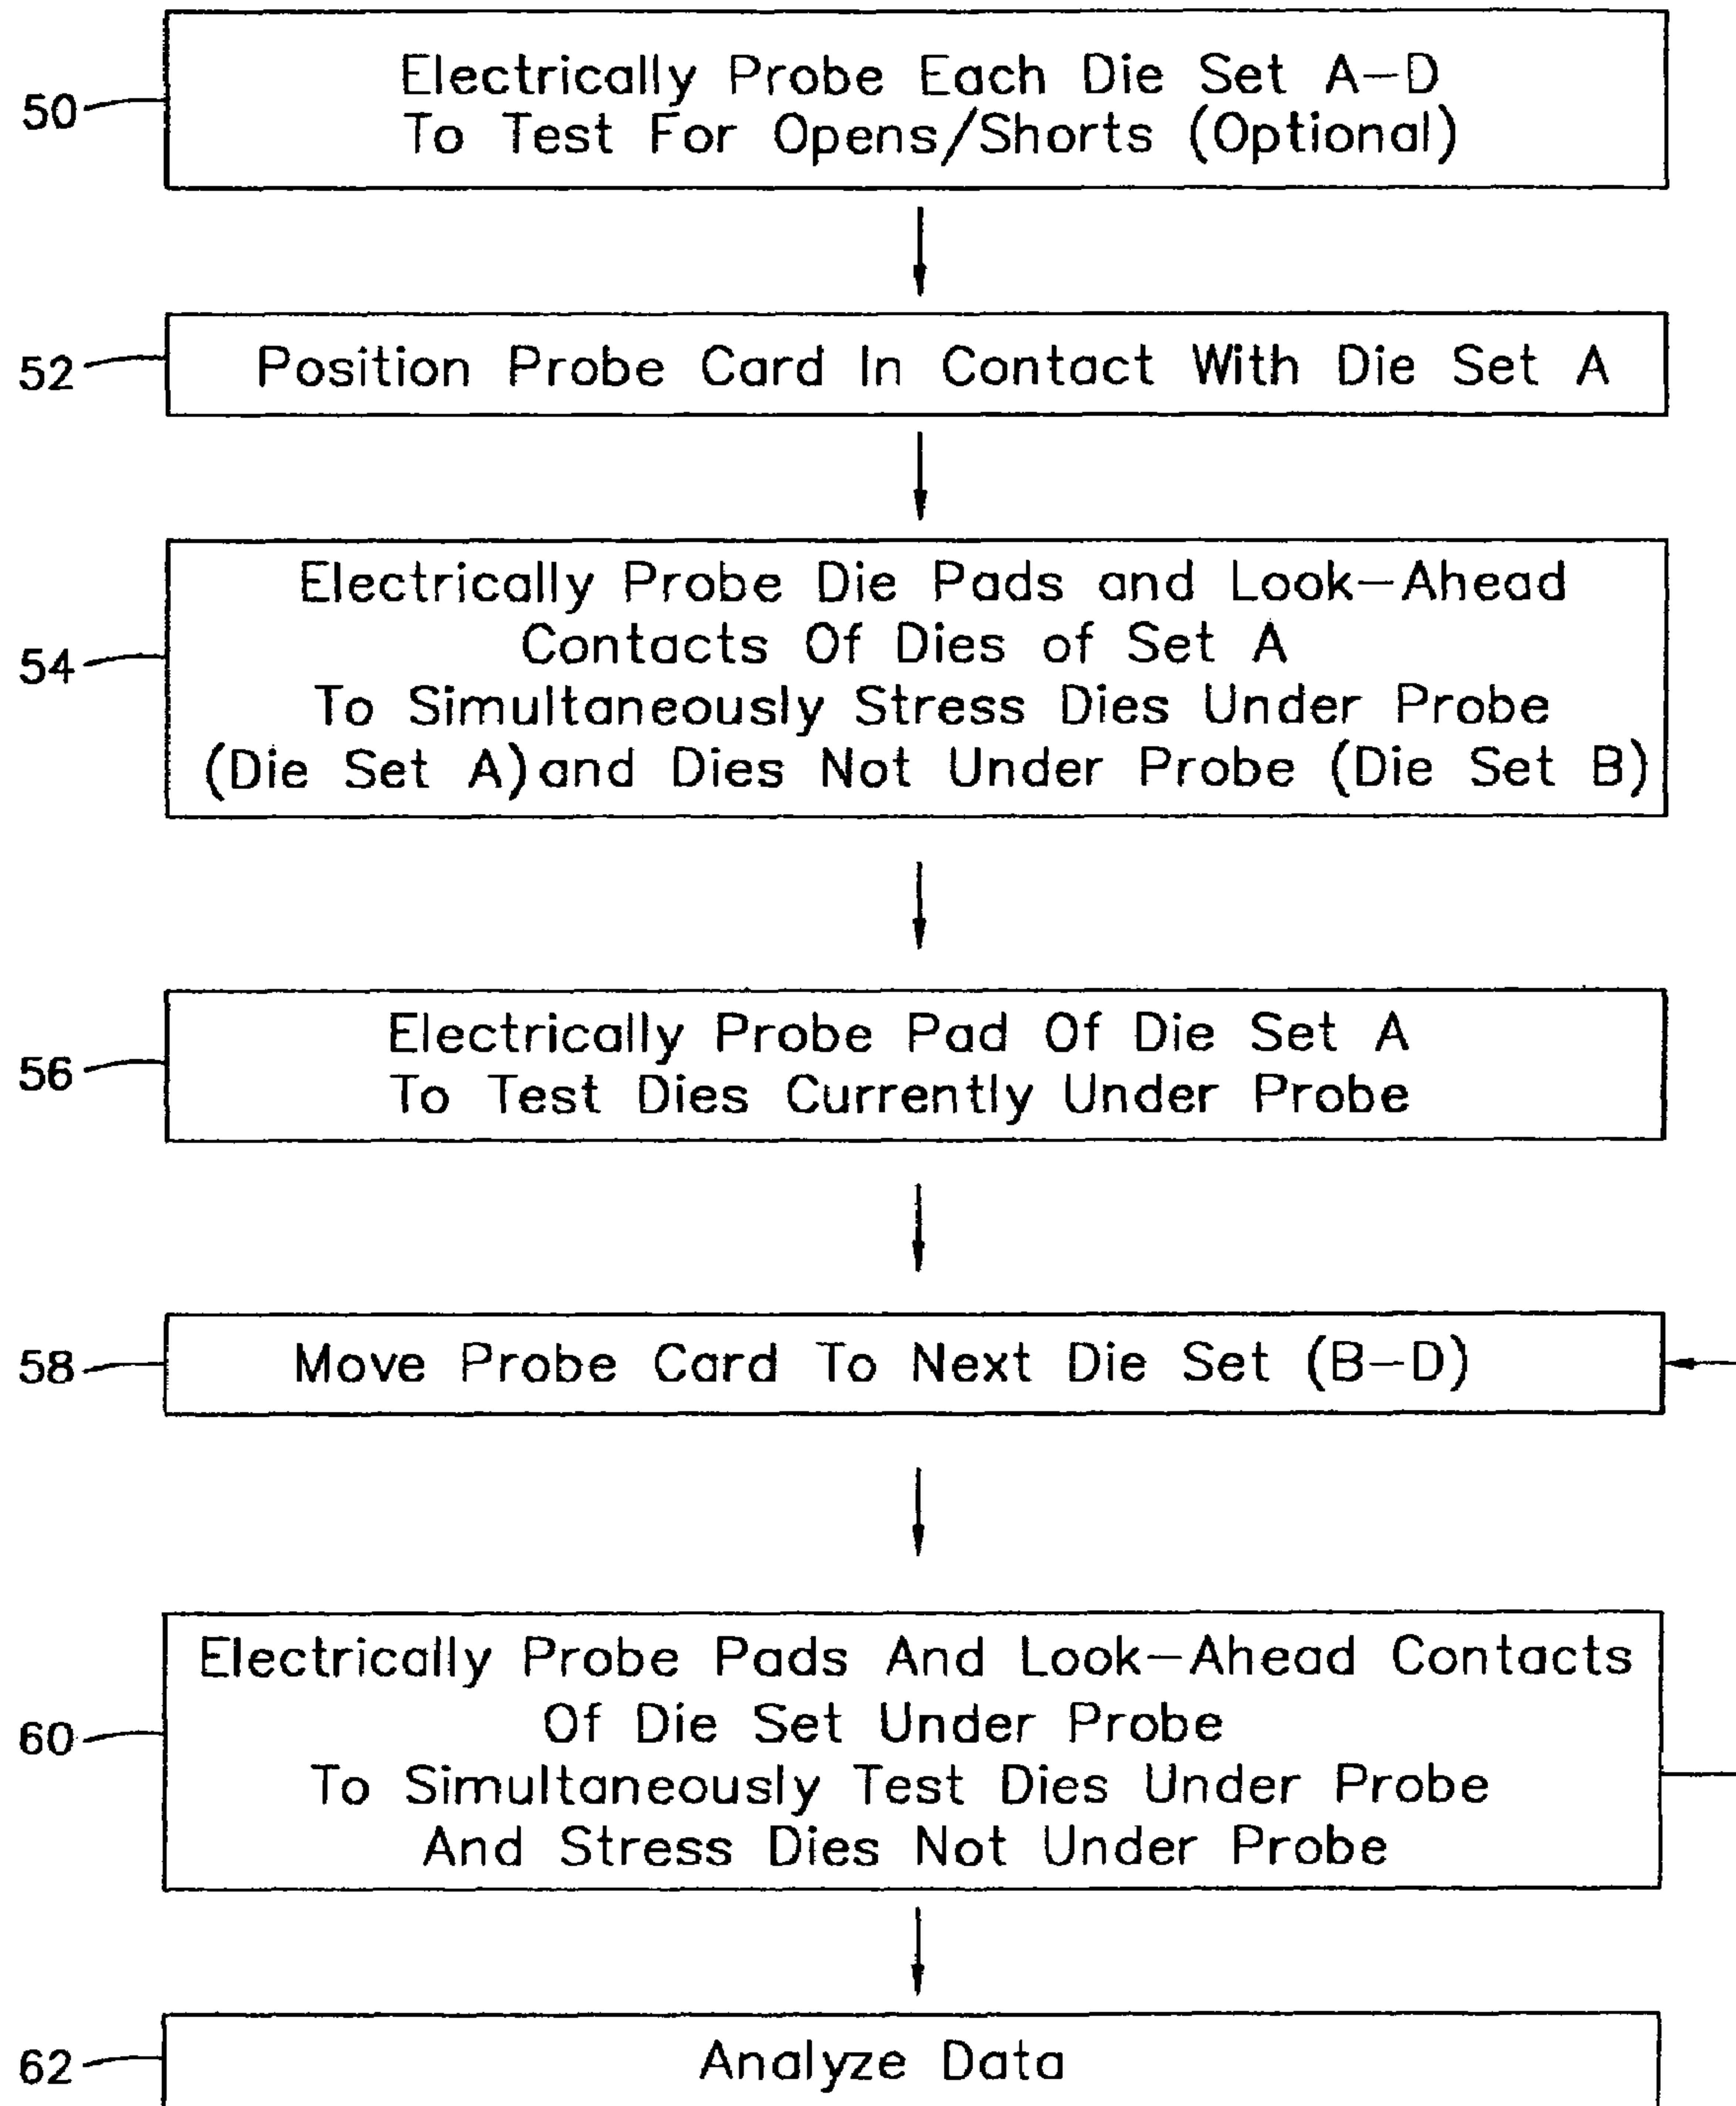 50
Electrically Probe Each Die Set A-D
To Test For Opens/Shorts (Optional)
52
Position Probe Card In Contact With Die Set A
54
Electrically Probe Die Pads and Look-Ahead
Contacts Of Dies of Set A
To Simultaneously Stress Dies Under Probe
(Die Set A) and Dies Not Under Probe (Die Set B)
56
Electrically Probe Pad Of Die Set A
To Test Dies Currently Under Probe
58
Move Probe Card To Next Die Set (B-D)
60
Electrically Probe Pads And Look-Ahead Contacts
Of Die Set Under Probe
To Simultaneously Test Dies Under Probe
And Stress Dies Not Under Probe
62
Analyze Data